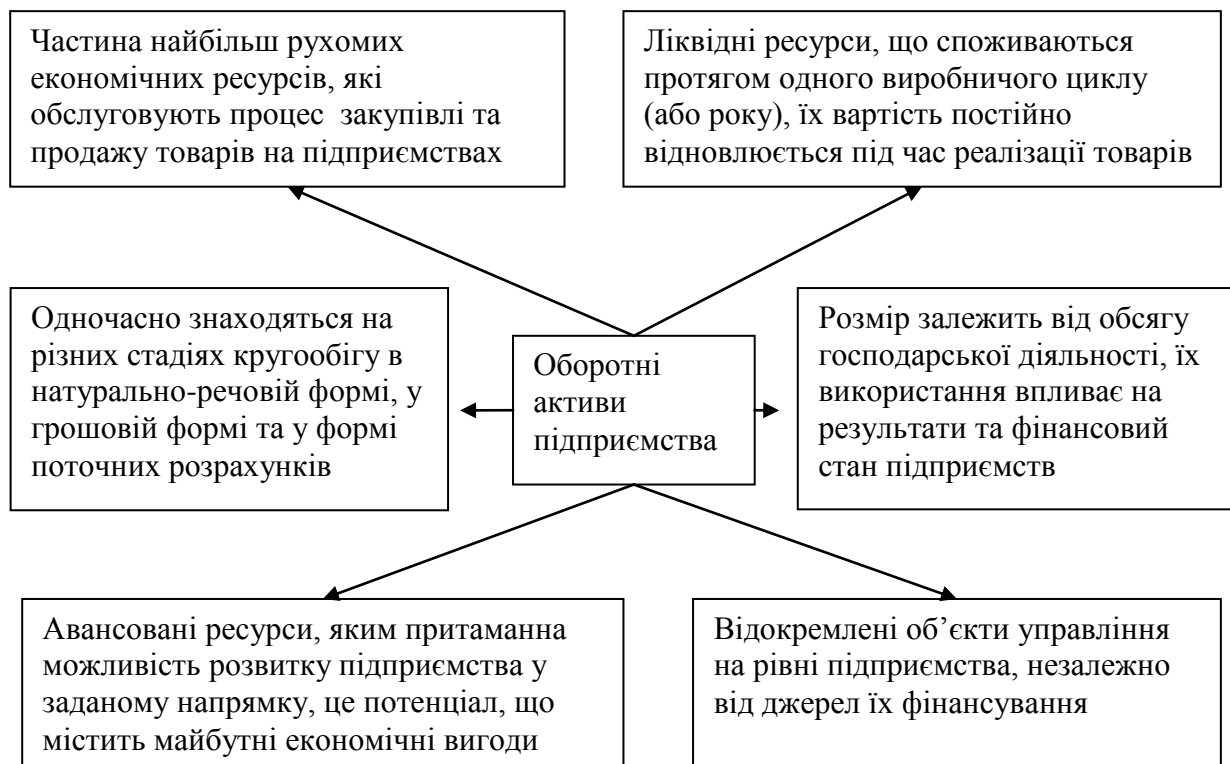 Частина найбільш рухомих
економічних ресурсів, які
обслуговують процес закупівлі та
продажу товарів на підприємствах
Ліквідні ресурси, що споживаються
протягом одного виробничого циклу
(або року), їх вартість постійно
відновлюється під час реалізації товарів
Одночасно знаходяться на
різних стадіях кругообігу в
натурально-речовій формі, у
грошовій формі та у формі
поточних розрахунків
Оборотні
активи
підприємства
Розмір залежить від обсягу
господарської діяльності, їх
використання впливає на
результати та фінансовий
стан підприємств
Авансовані ресурси, яким притаманна
можливість розвитку підприємства у
заданому напрямку, це потенціал, що
містить майбутні економічні вигоди
Відокремлені об’єкти управління
на рівні підприємства, незалежно
від джерел їх фінансування